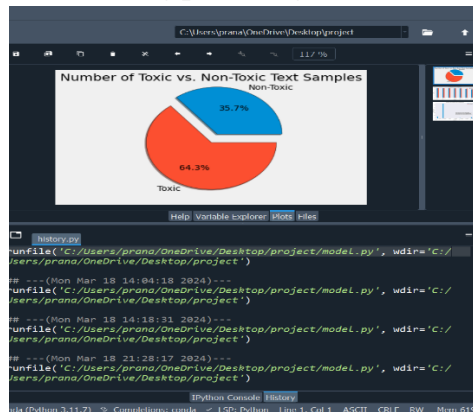 C:\Users\prana\OneDrive\Desktop\project
117 %
Number of Toxic vs. Non-Toxic Text Samples
Non-Toxic
35.7%
64.3%
Toxic
Help Variable Explorer Plots Files
history.py
runfile('C:/Users/prana/OneDrive/Desktop/project/model.py', wdir='C:/
Users/prana/OneDrive/Desktop/project')
## ---(Mon Mar 18 14:04:18 2024)---
runfile('C:/Users/prana/OneDrive/Desktop/project/model.py', wdir='C:/
Users/prana/OneDrive/Desktop/project')
## ---(Mon Mar 18 14:18:31 2024)---
runfile('C:/Users/prana/OneDrive/Desktop/project/model.py', wdir='C:/
Users/prana/OneDrive/Desktop/project')
## ---(Mon Mar 18 21:28:17 2024)---
runfile('C:/Users/prana/OneDrive/Desktop/project/model.py', wdir='C:/
Users/prana/OneDrive/Desktop/project')
IPython Console History
nda (Python 3.11.7) Completions: conda LSP: Python Line 1, Col 1 ASCII CRLF RW Mem 61